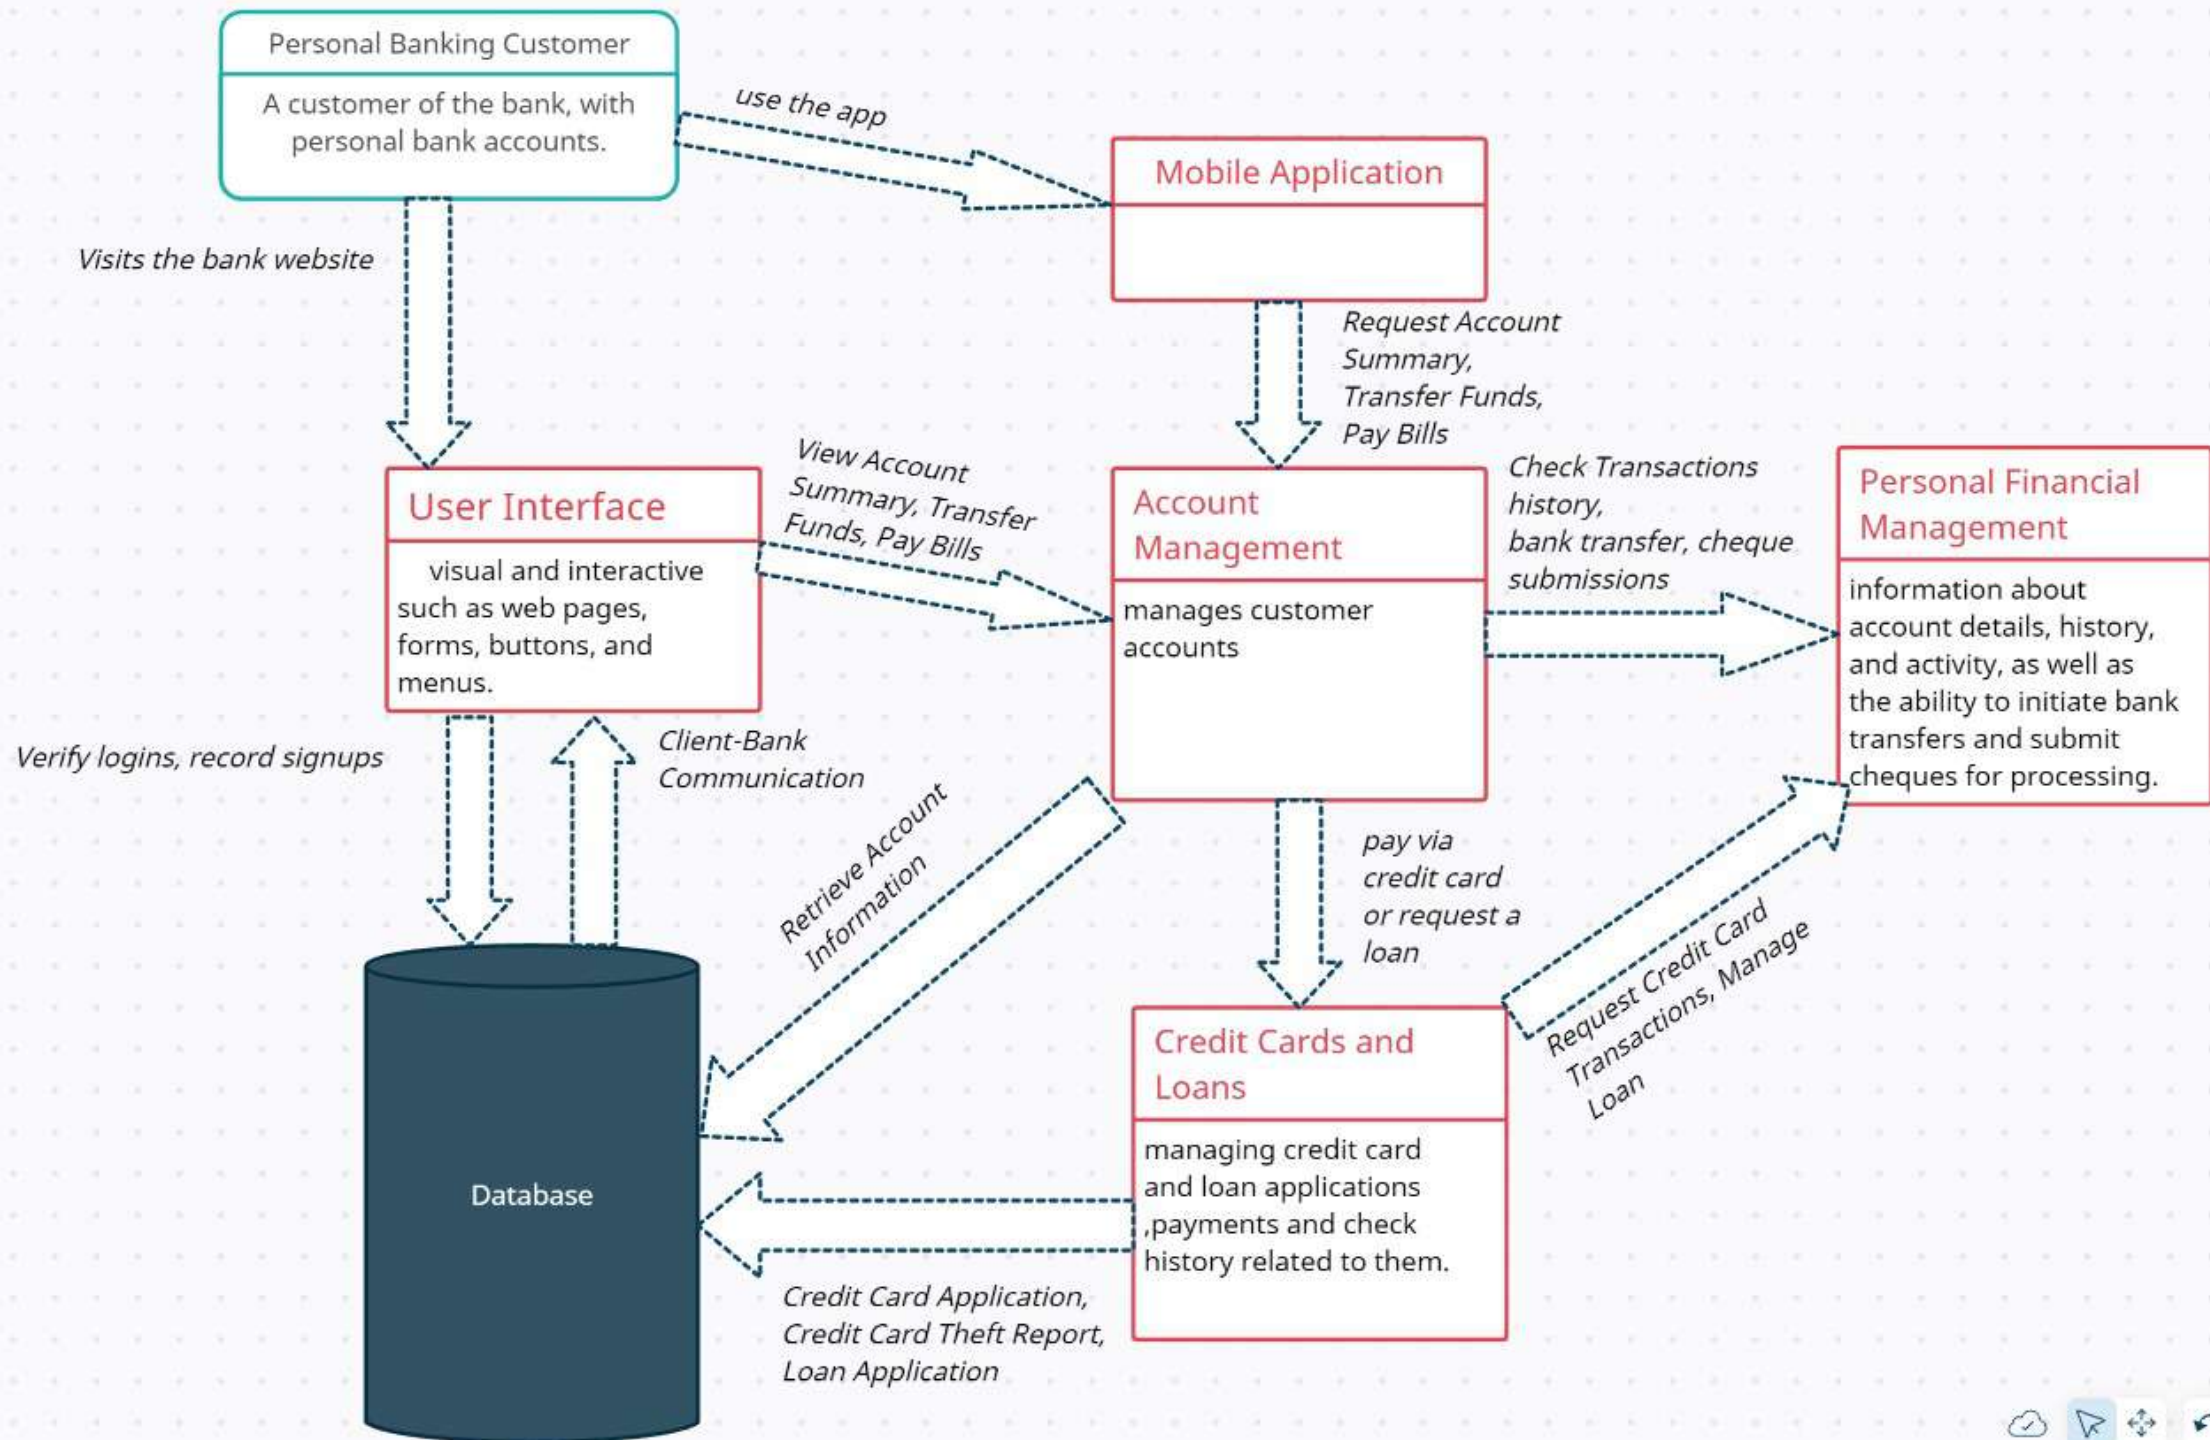 Personal Banking Customer
A customer of the bank, with
personal bank accounts.
use the app
Mobile Application
Visits the bank website
Request Account
Summary,
Transfer Funds,
Pay Bills
View Account
Summary, Transfer
Funds, Pay Bills
User Interface
visual and interactive
such as web pages,
forms, buttons, and
menus.
Account
Management
manages customer
accounts
Check Transactions
history,
bank transfer, cheque
submissions
Personal Financial
Management
information about
account details, history,
and activity, as well as
the ability to initiate bank
transfers and submit
cheques for processing.
Verify logins, record signups
Client-Bank
Communication
Retrieve Account
Information
pay via
credit card
or request a
loan
Request Credit Card
Transactions, Manage
Loan
Credit Cards and
Loans
managing credit card
and loan applications
,payments and check
history related to them.
Database
Credit Card Application,
Credit Card Theft Report,
Loan Application